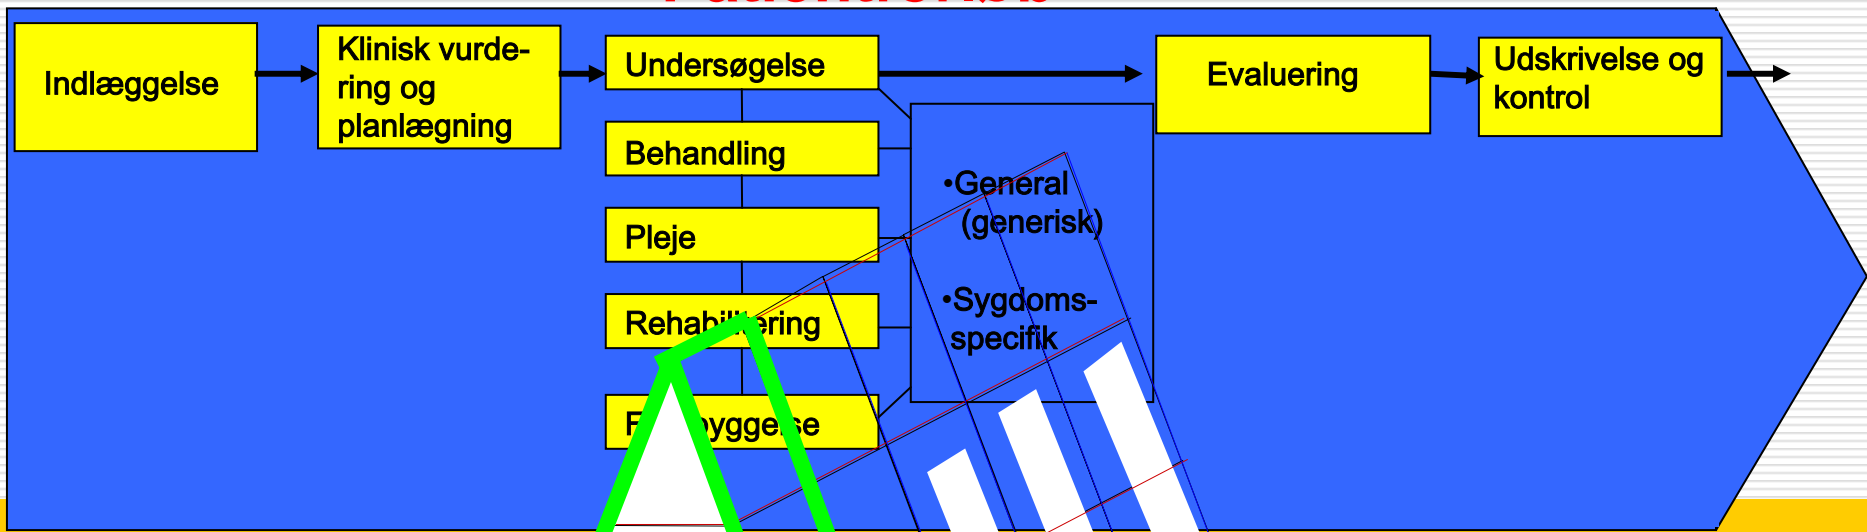 Indlæggelse
Klinisk vurde-
ring og
planlægning
Undersøgelse
Behandling
Pleje
Rehabilitering
•General
(generisk)
•Sygdoms-
specifik
Evaluering
Udskrivelse og
kontrol